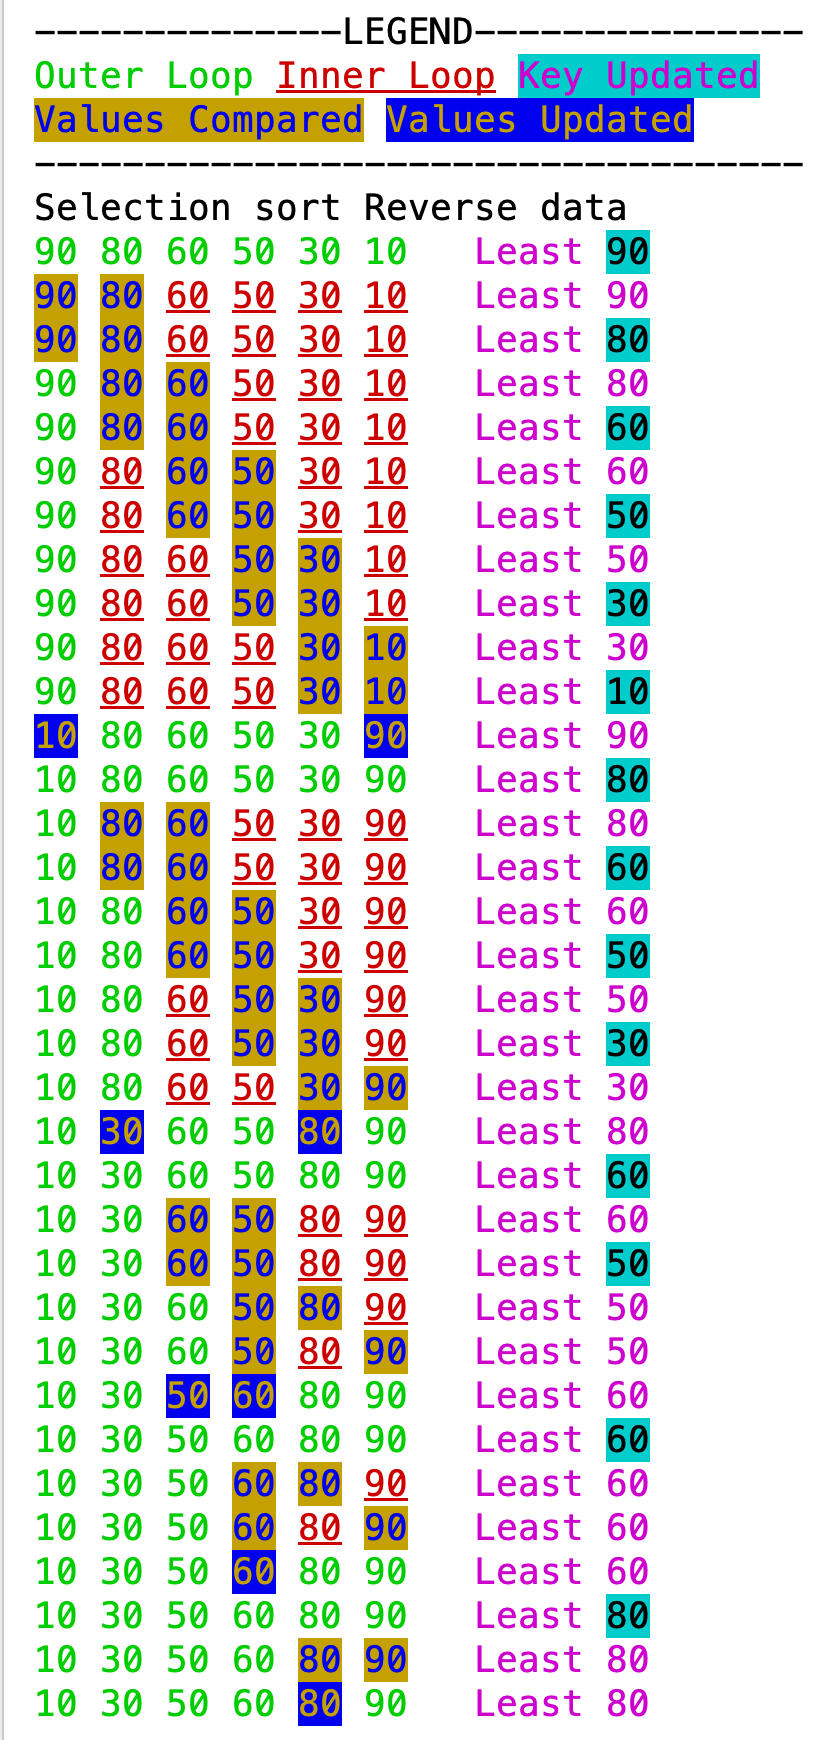 --------------LEGEND---------------
Outer Loop Inner Loop Key Updated
Values Compared Values Updated
-----------------------------------
Selection sort Reverse data
90 80 60 50 30 10   Least 90
90 80 60 50 30 10   Least 90
90 80 60 50 30 10   Least 80
90 80 60 50 30 10   Least 80
90 80 60 50 30 10   Least 60
90 80 60 50 30 10   Least 60
90 80 60 50 30 10   Least 50
90 80 60 50 30 10   Least 50
90 80 60 50 30 10   Least 30
90 80 60 50 30 10   Least 30
90 80 60 50 30 10   Least 10
10 80 60 50 30 90   Least 90
10 80 60 50 30 90   Least 80
10 80 60 50 30 90   Least 80
10 80 60 50 30 90   Least 60
10 80 60 50 30 90   Least 60
10 80 60 50 30 90   Least 50
10 80 60 50 30 90   Least 50
10 80 60 50 30 90   Least 30
10 80 60 50 30 90   Least 30
10 30 60 50 80 90   Least 80
10 30 60 50 80 90   Least 60
10 30 60 50 80 90   Least 60
10 30 60 50 80 90   Least 50
10 30 60 50 80 90   Least 50
10 30 60 50 80 90   Least 50
10 30 50 60 80 90   Least 60
10 30 50 60 80 90   Least 60
10 30 50 60 80 90   Least 60
10 30 50 60 80 90   Least 60
10 30 50 60 80 90   Least 60
10 30 50 60 80 90   Least 80
10 30 50 60 80 90   Least 80
10 30 50 60 80 90   Least 80